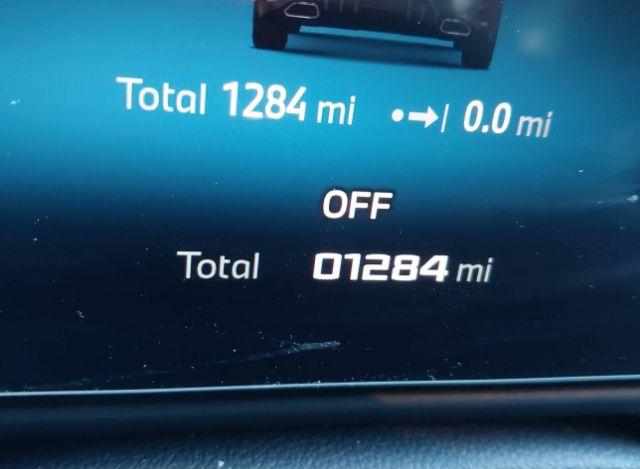 Total 1284 mi •→| 0.0 mi
OFF
Total 01284 mi